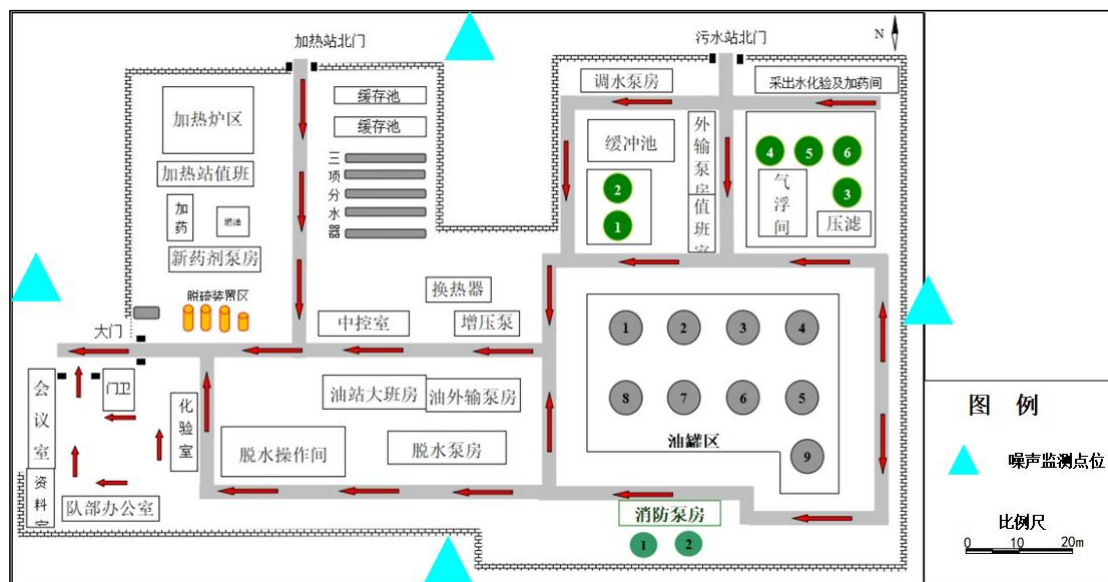 加热站北门
污水站北门
N
调水泵房
采出水化验及加药间
缓存池
缓存池
加热炉区
缓冲池
外输泵房
4
5
6
三项分水器
加热站值班
2
气浮间
3
加药
燃油
1
值班室
压滤
新药剂泵房
脱硫装置区
换热器
大门
中控室
增压泵
1
2
3
4
会议室
门卫
化验室
油站大班房
油外输泵房
8
7
6
5
图 例
油罐区
噪声监测点位
脱水操作间
脱水泵房
9
资料室
队部办公室
消防泵房
比例尺
1
2
0
10
20m